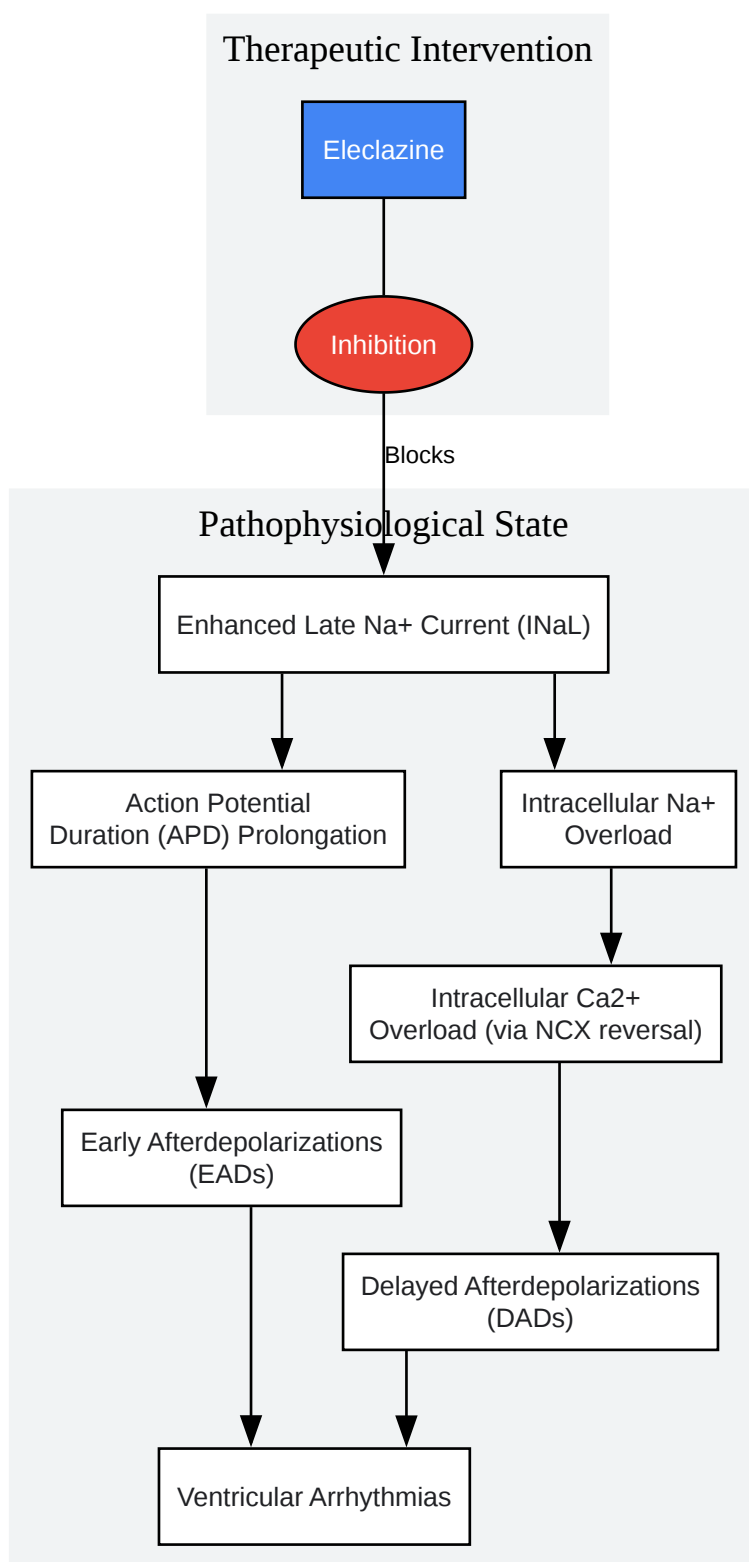 Therapeutic Intervention
Eleclazine
Inhibition
Blocks
Pathophysiological State
Enhanced Late Na+ Current (INaL)
Action Potential
Duration (APD) Prolongation
Intracellular Na+
Overload
Intracellular Ca2+
Overload (via NCX reversal)
Early Afterdepolarizations
(EADs)
Delayed Afterdepolarizations
(DADs)
Ventricular Arrhythmias